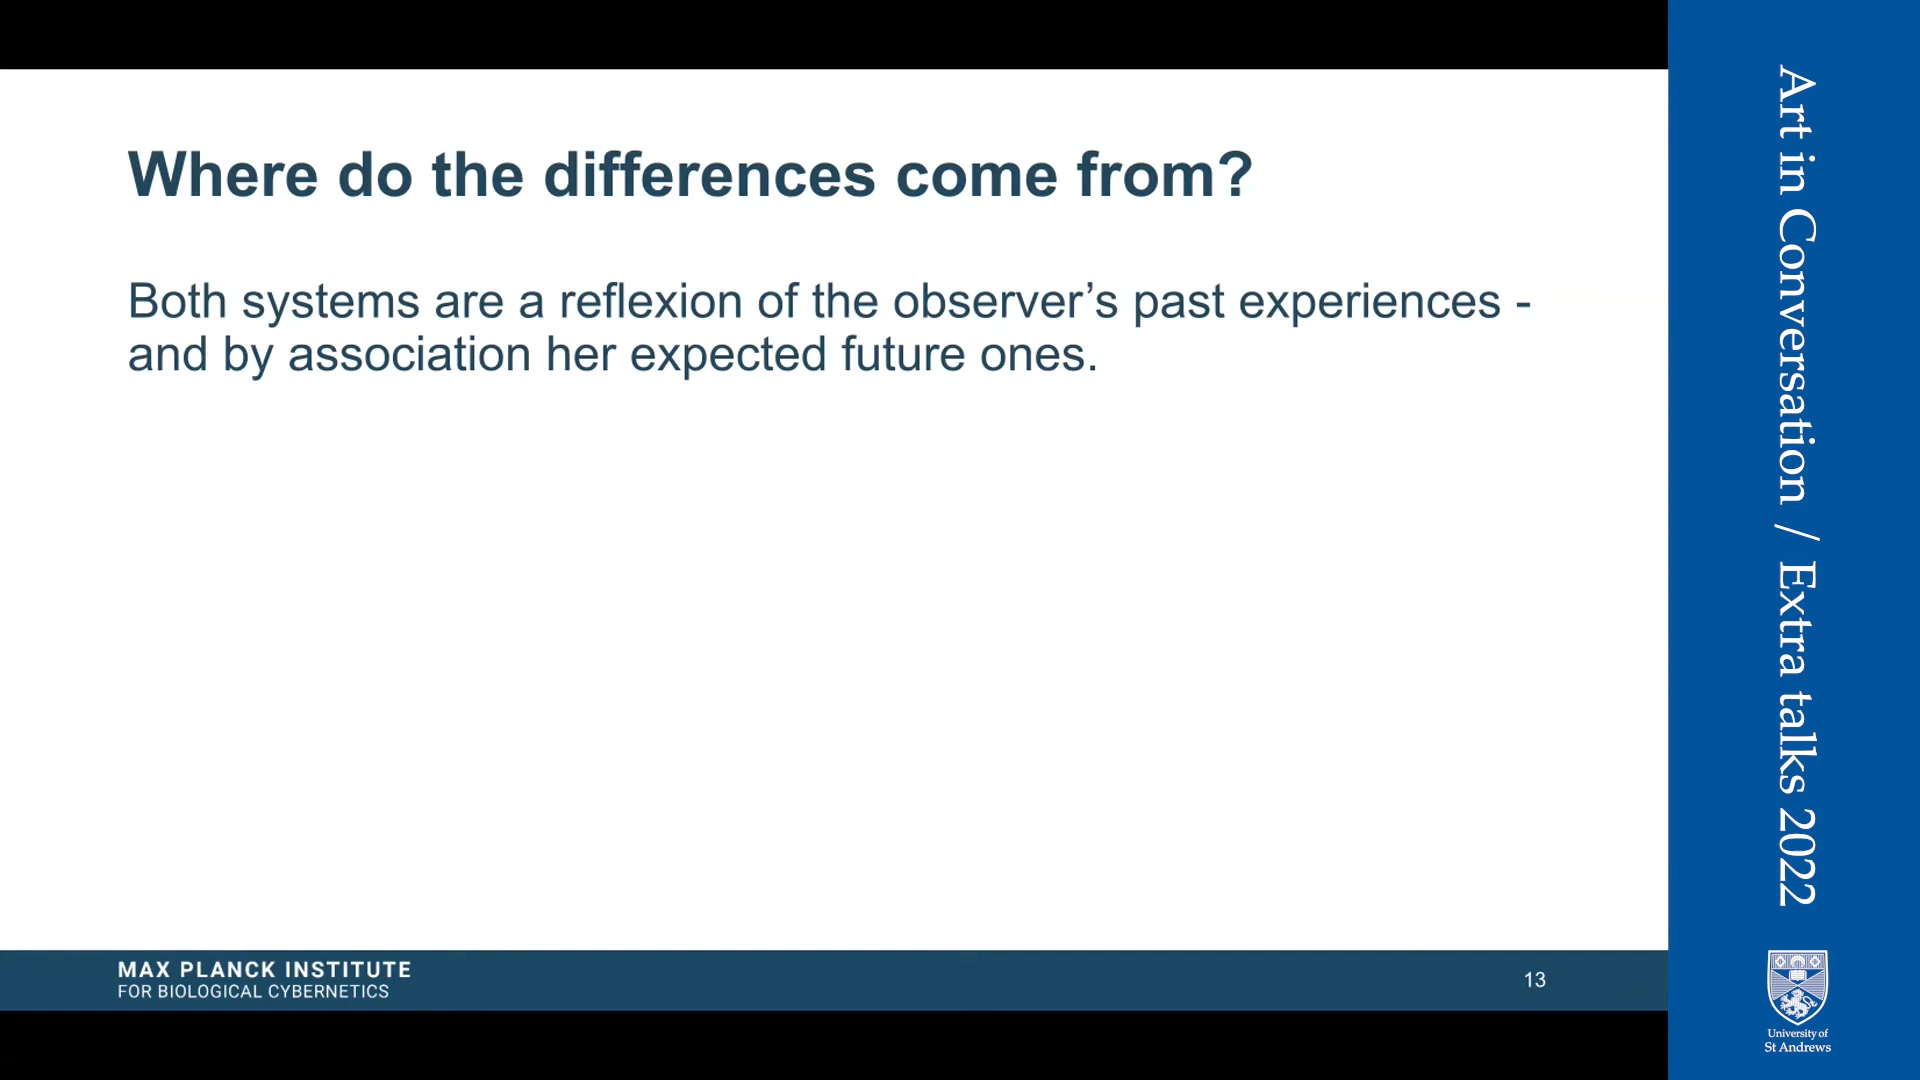 Where do the differences come from?
Both systems are a reflexion of the observer’s past experiences -
and by association her expected future ones.
MAX PLANCK INSTITUTE
FOR BIOLOGICAL CYBERNETICS
13
Art in Conversation / Extra talks 2022
University of
St Andrews